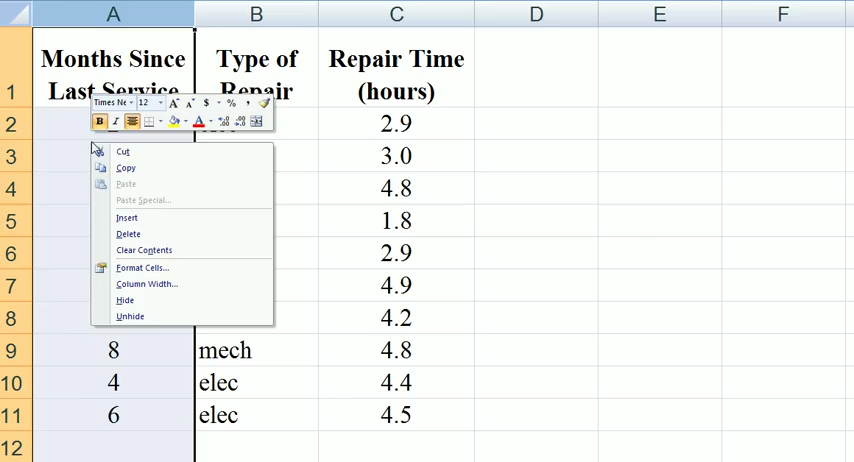 A B C D E F
Months Since Last Service
Type of Repair
Repair Time (hours)
1
Times Ne 12 A A $ % ,
B I A .00 .00
2 2.9
3 3.0
4 4.8
5 1.8
6 2.9
7 4.9
8 4.2
9 8 mech 4.8
10 4 elec 4.4
11 6 elec 4.5
12
Cut
Copy
Paste
Paste Special...
Insert
Delete
Clear Contents
Format Cells...
Column Width...
Hide
Unhide